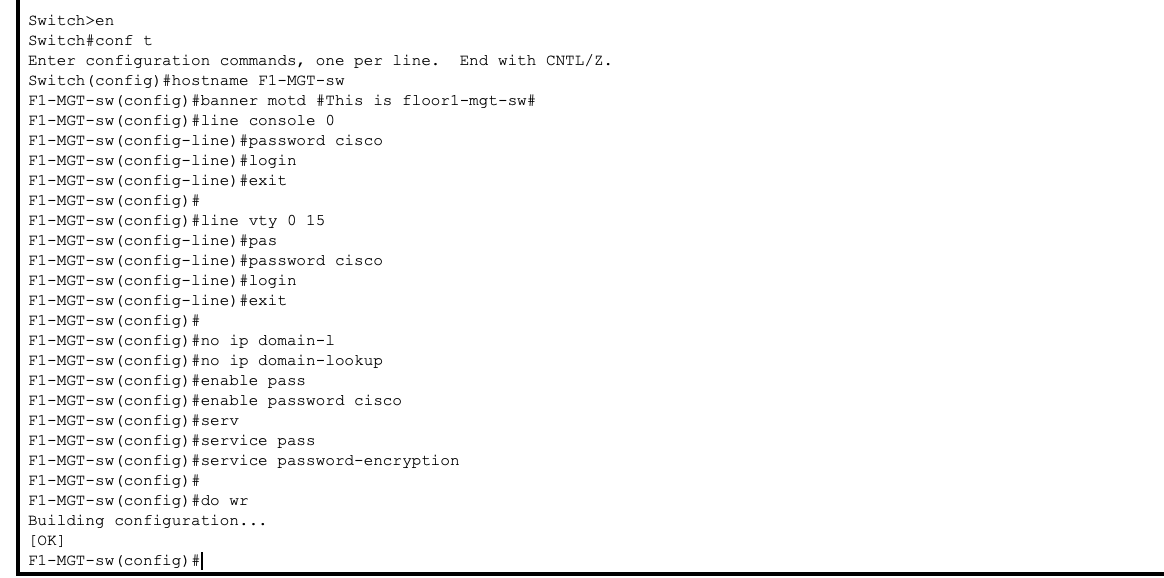 Switch>en
Switch#conf t
Enter configuration commands, one per line.  End with CNTL/Z.
Switch(config)#hostname F1-MGT-sw
F1-MGT-sw(config)#banner motd #This is floor1-mgt-sw#
F1-MGT-sw(config)#line console 0
F1-MGT-sw(config-line)#password cisco
F1-MGT-sw(config-line)#login
F1-MGT-sw(config-line)#exit
F1-MGT-sw(config)#
F1-MGT-sw(config)#line vty 0 15
F1-MGT-sw(config-line)#pas
F1-MGT-sw(config-line)#password cisco
F1-MGT-sw(config-line)#login
F1-MGT-sw(config-line)#exit
F1-MGT-sw(config)#
F1-MGT-sw(config)#no ip domain-l
F1-MGT-sw(config)#no ip domain-lookup
F1-MGT-sw(config)#enable pass
F1-MGT-sw(config)#enable password cisco
F1-MGT-sw(config)#serv
F1-MGT-sw(config)#service pass
F1-MGT-sw(config)#service password-encryption
F1-MGT-sw(config)#
F1-MGT-sw(config)#do wr
Building configuration...
[OK]
F1-MGT-sw(config)#